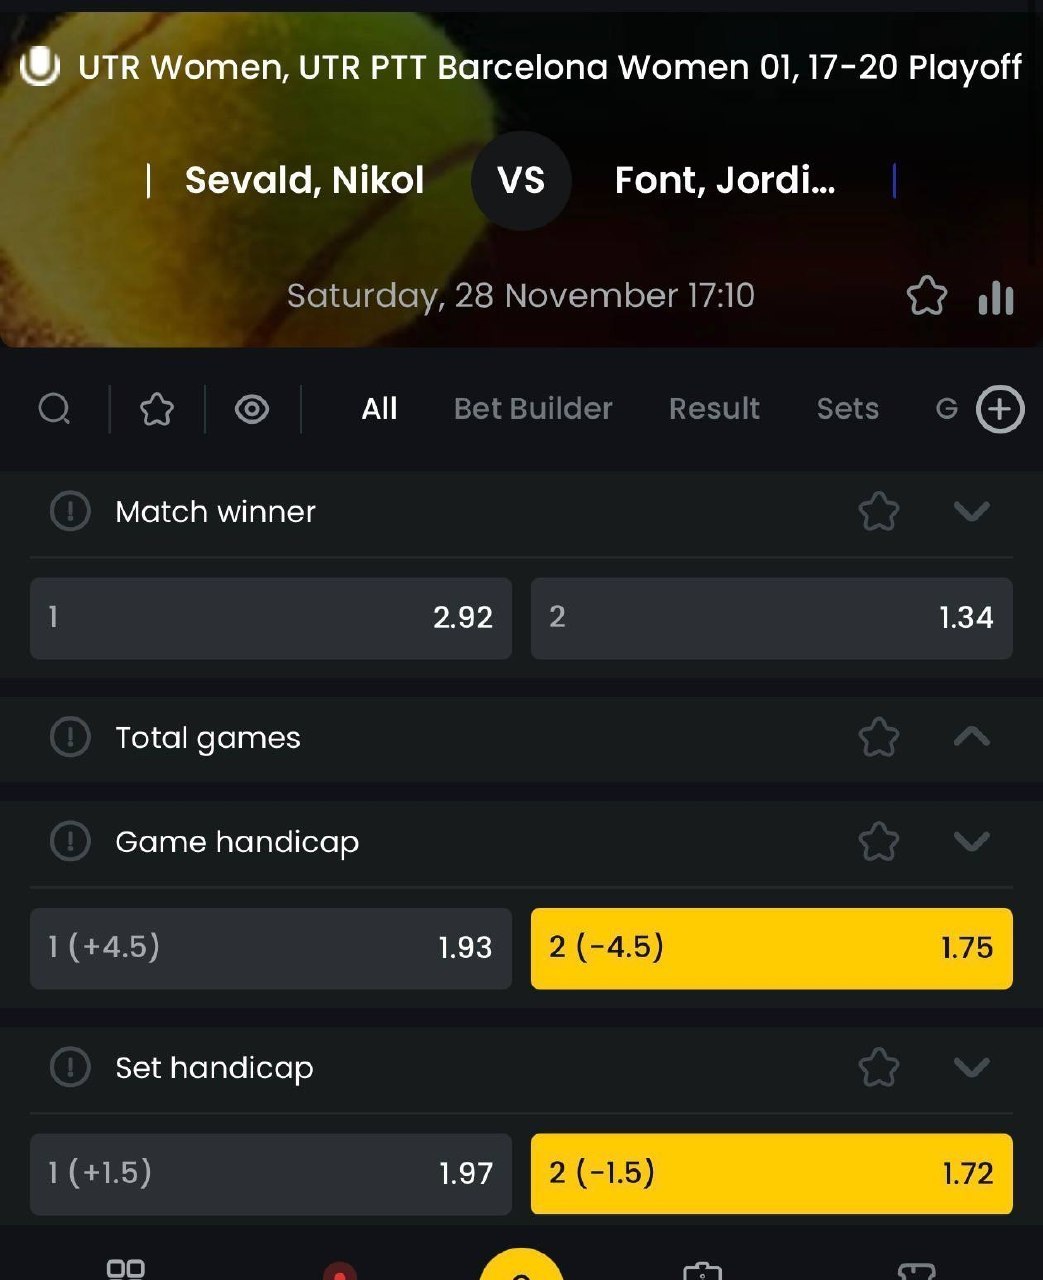 UTR Women, UTR PTT Barcelona Women 01, 17-20 Playoff
Sevald, Nikol VS Font, Jordi...
Saturday, 28 November 17:10
All Bet Builder Result Sets G
Match winner
1 2.92 2 1.34
Total games
Game handicap
1 (+4.5) 1.93 2 (-4.5) 1.75
Set handicap
1 (+1.5) 1.97 2 (-1.5) 1.72